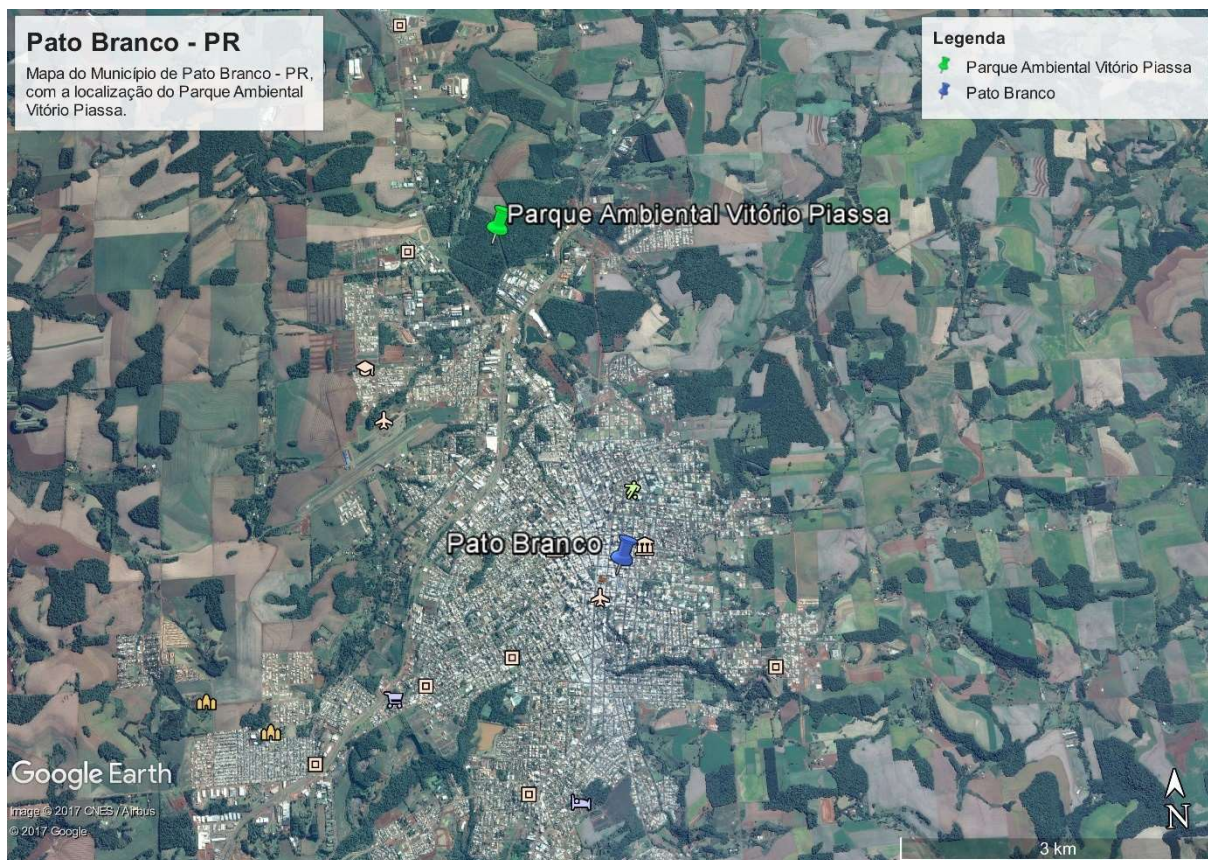 Pato Branco - PR
Mapa do Município de Pato Branco - PR,
com a localização do Parque Ambiental
Vitório Piassa.
Legenda
Parque Ambiental Vitório Piassa
Pato Branco
Parque Ambiental Vitório Piassa
Pato Branco
Google Earth
Image © 2017 CNES / Airbus
© 2017 Google
N
3 km